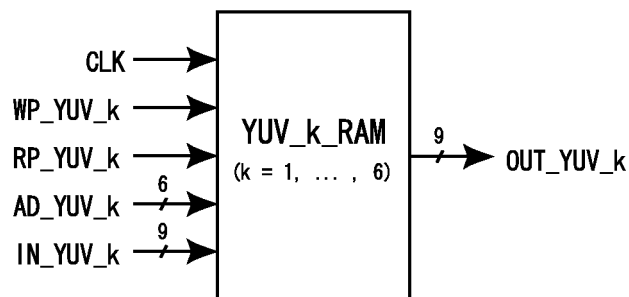 CLK
WP_YUV_k
RP_YUV_k
6
AD_YUV_k
9
IN_YUV_k
YUV_k_RAM
(k = 1, ... , 6)
9
OUT_YUV_k